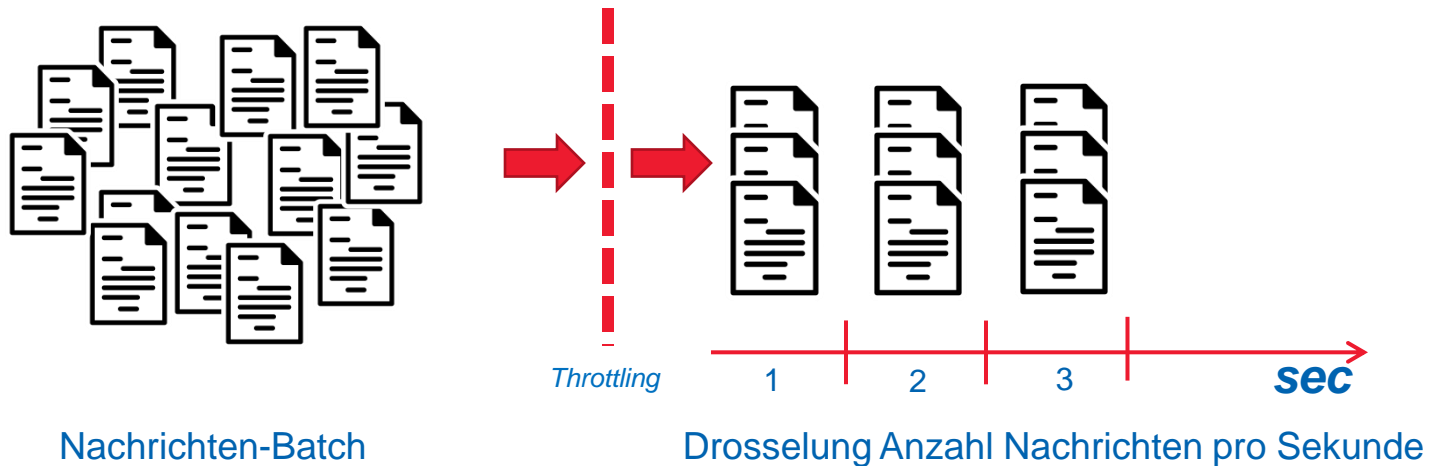 Throttling
1
2
3
sec
Nachrichten-Batch
Drosselung Anzahl Nachrichten pro Sekunde